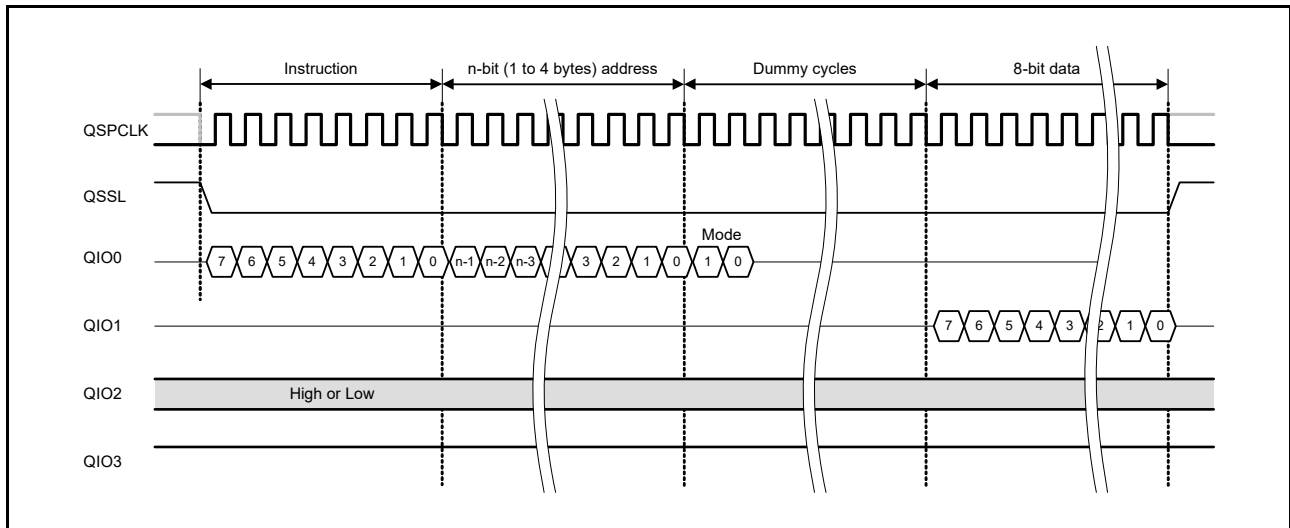 Instruction n-bit (1 to 4 bytes) address Dummy cycles 8-bit data
QSPCLK
QSSL
Mode
QIO0 7 6 5 4 3 2 1 0 n-1 n-2 n-3 3 2 1 0 1 0
QIO1 7 6 5 4 3 2 1 0
QIO2 High or Low
QIO3